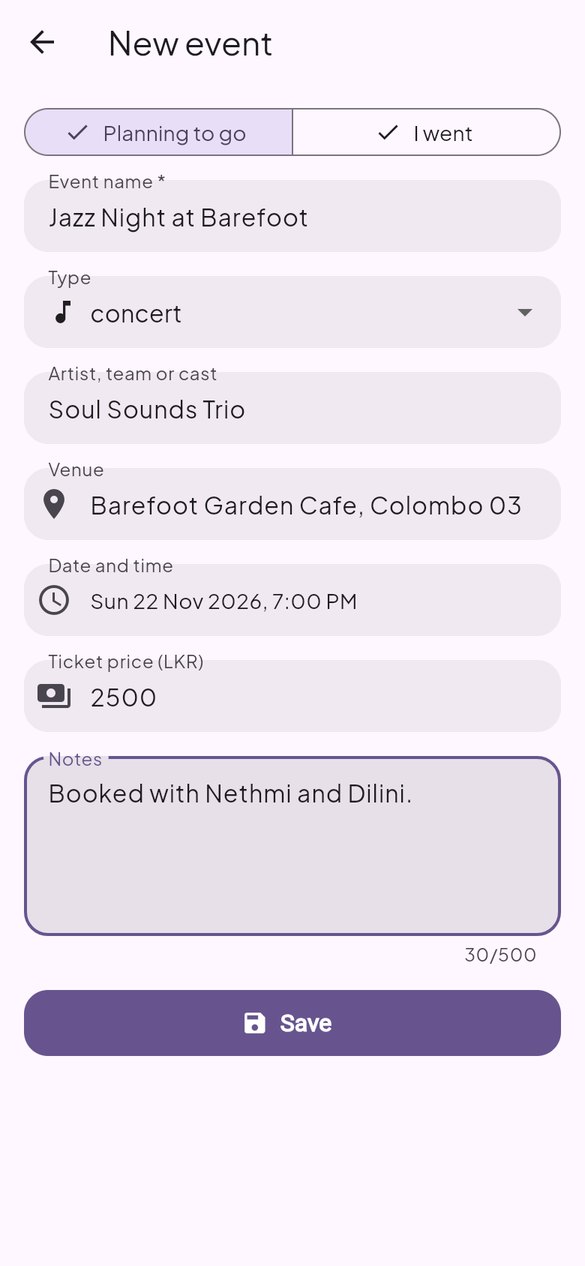 New event
Planning to go
I went
Event name *
Jazz Night at Barefoot
Type
concert
Artist, team or cast
Soul Sounds Trio
Venue
Barefoot Garden Cafe, Colombo 03
Date and time
Sun 22 Nov 2026, 7:00 PM
Ticket price (LKR)
2500
Notes
Booked with Nethmi and Dilini.
30/500
Save